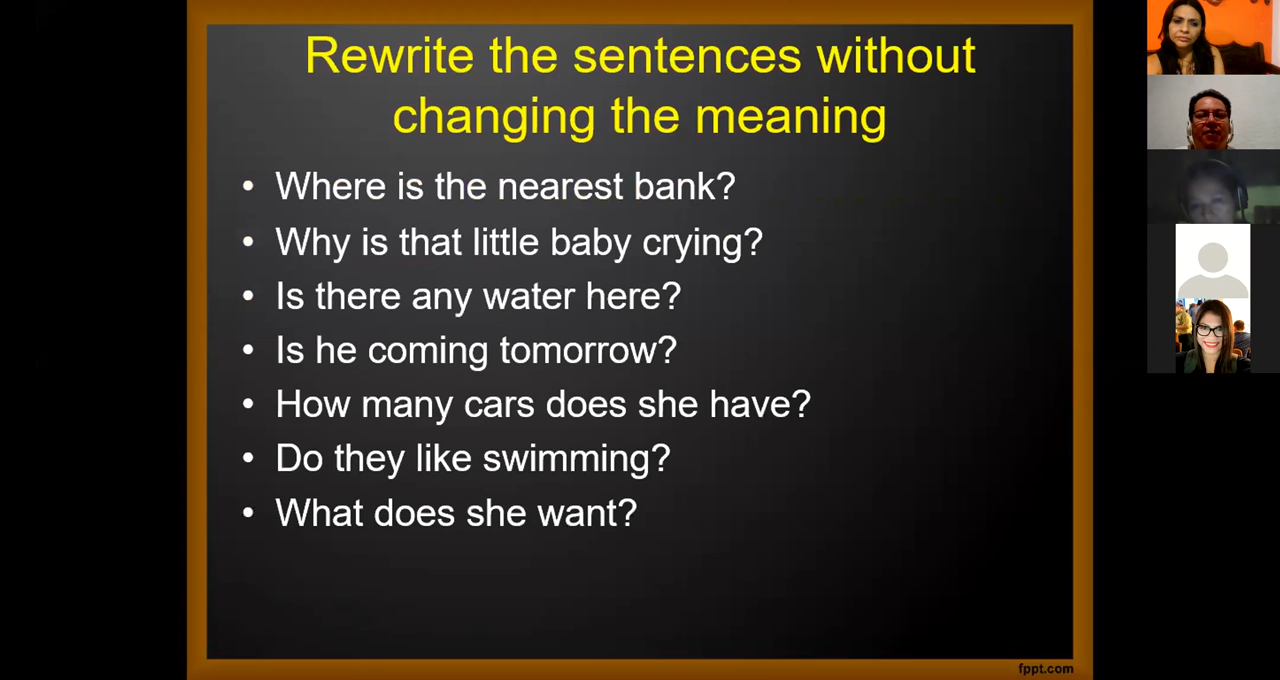 Rewrite the sentences without
changing the meaning
• Where is the nearest bank?
• Why is that little baby crying?
• Is there any water here?
• Is he coming tomorrow?
• How many cars does she have?
• Do they like swimming?
• What does she want?
fppt.com